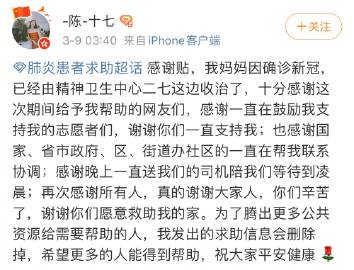 -陈-十七
3-9 03:40 来自 iPhone客户端
+关注
肺炎患者求助超话 感谢贴，我妈妈因确诊新冠，
已经由精神卫生中心二七这边收治了，十分感谢这
次期间给予我帮助的网友们，感谢一直在鼓励我支
持我的志愿者们，谢谢你们一直支持我；也感谢国
家、省市政府、区、街道办社区的一直在帮我联系
协调；感谢晚上一直送我们的司机陪我们等待到凌
晨；再次感谢所有人，真的谢谢大家人，你们辛苦
了，谢谢你们愿意救助我的家。为了腾出更多公共
资源给需要帮助的人，我发出的求助信息会删除
掉，希望更多的人能得到帮助，祝大家平安健康